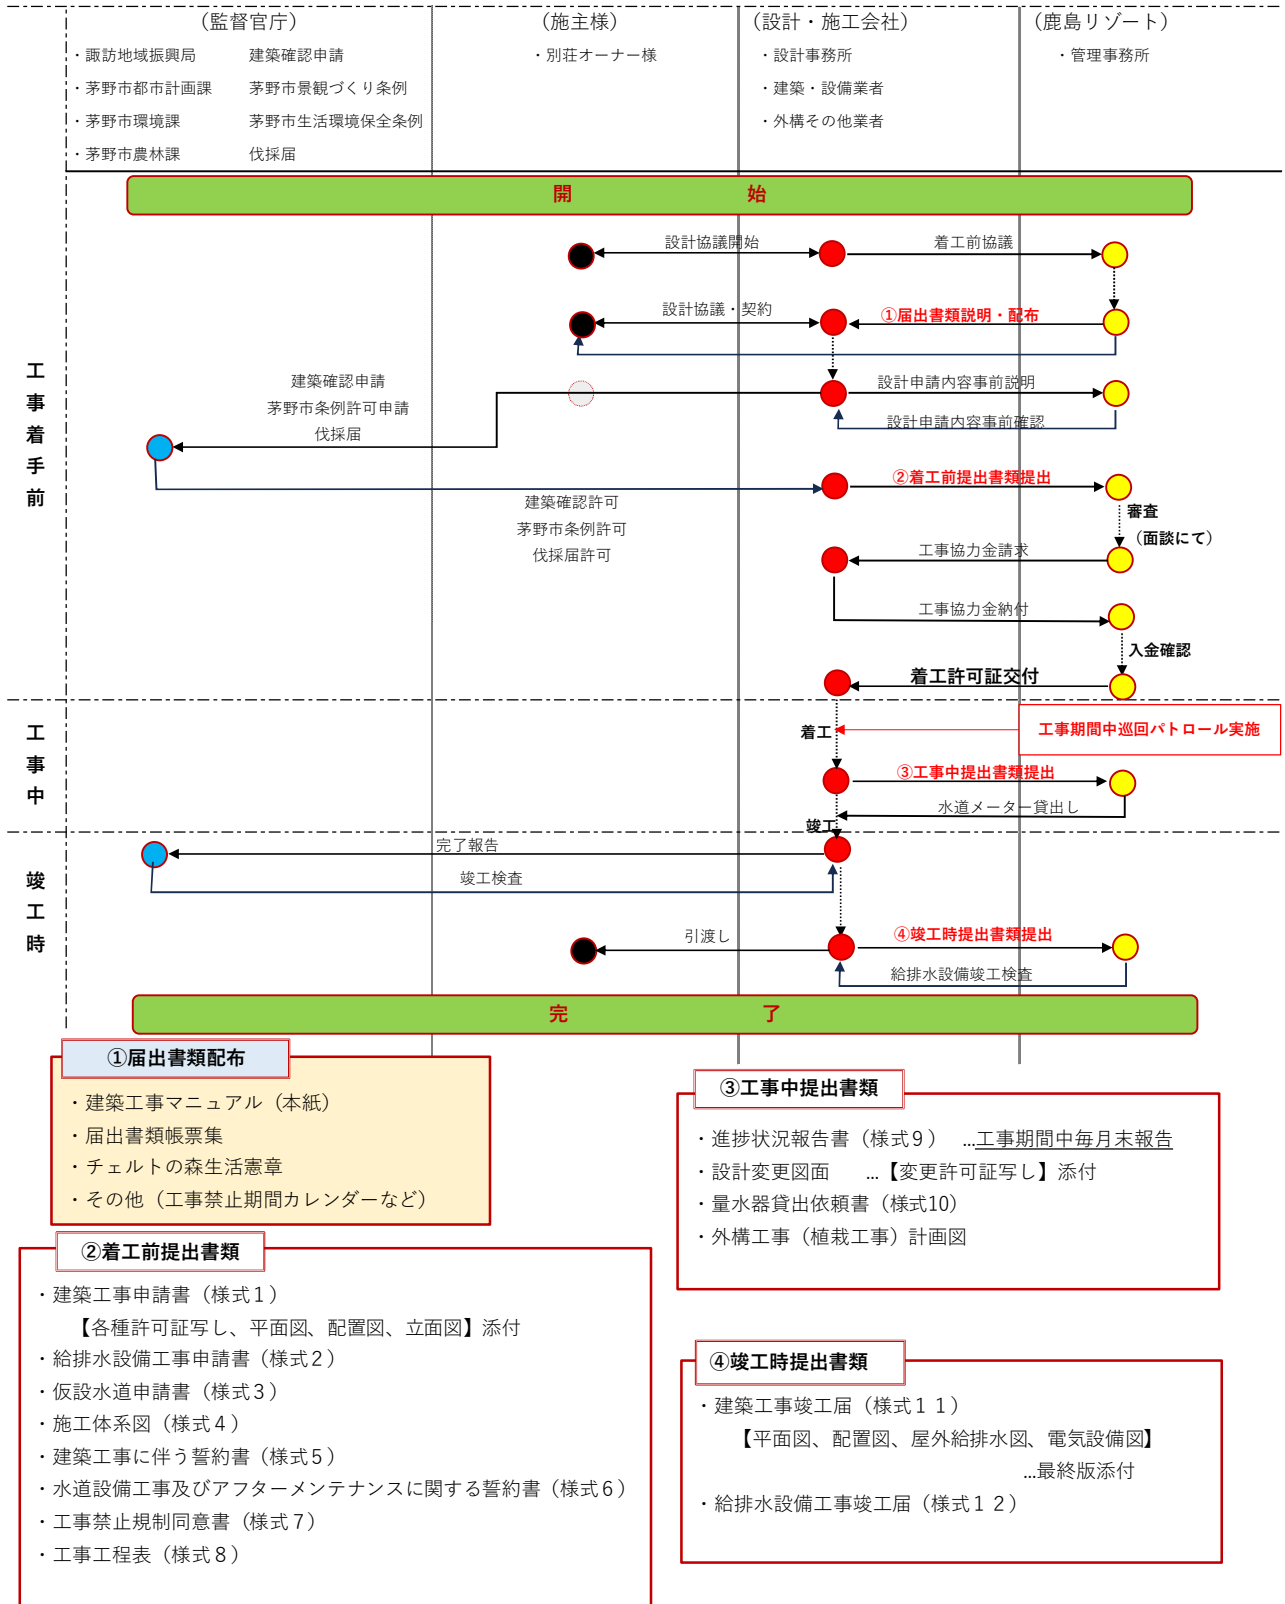 （監督官庁）
（施主様）
（設計・施工会社）
（鹿島リゾート）
・諏訪地域振興局　建築確認申請
・茅野市都市計画課　茅野市景観づくり条例
・茅野市環境課　茅野市生活環境保全条例
・茅野市農林課　伐採届
・別荘オーナー様
・設計事務所
・建築・設備業者
・外構その他業者
・管理事務所
開　始
工事着手前
設計協議開始
着工前協議
設計協議・契約
①届出書類説明・配布
建築確認申請
茅野市条例許可申請
伐採届
設計申請内容事前説明
設計申請内容事前確認
②着工前提出書類提出
建築確認許可
茅野市条例許可
伐採届許可
審査
（面談にて）
工事協力金請求
工事協力金納付
入金確認
着工許可証交付
工事中
着工
工事期間中巡回パトロール実施
③工事中提出書類提出
水道メーター貸出し
竣工
竣工時
完了報告
竣工検査
引渡し
④竣工時提出書類提出
給排水設備竣工検査
完　了
①届出書類配布
・建築工事マニュアル（本紙）
・届出書類帳票集
・チェルトの森生活憲章
・その他（工事禁止期間カレンダーなど）
②着工前提出書類
・建築工事申請書（様式１）
【各種許可証写し、平面図、配置図、立面図】添付
・給排水設備工事申請書（様式２）
・仮設水道申請書（様式３）
・施工体系図（様式４）
・建築工事に伴う誓約書（様式５）
・水道設備工事及びアフターメンテナンスに関する誓約書（様式６）
・工事禁止規制同意書（様式７）
・工事工程表（様式８）
③工事中提出書類
・進捗状況報告書（様式９）　…工事期間中毎月末報告
・設計変更図面　…【変更許可証写し】添付
・量水器貸出依頼書（様式10）
・外構工事（植栽工事）計画図
④竣工時提出書類
・建築工事竣工届（様式１１）
【平面図、配置図、屋外給排水図、電気設備図】
…最終版添付
・給排水設備工事竣工届（様式１２）